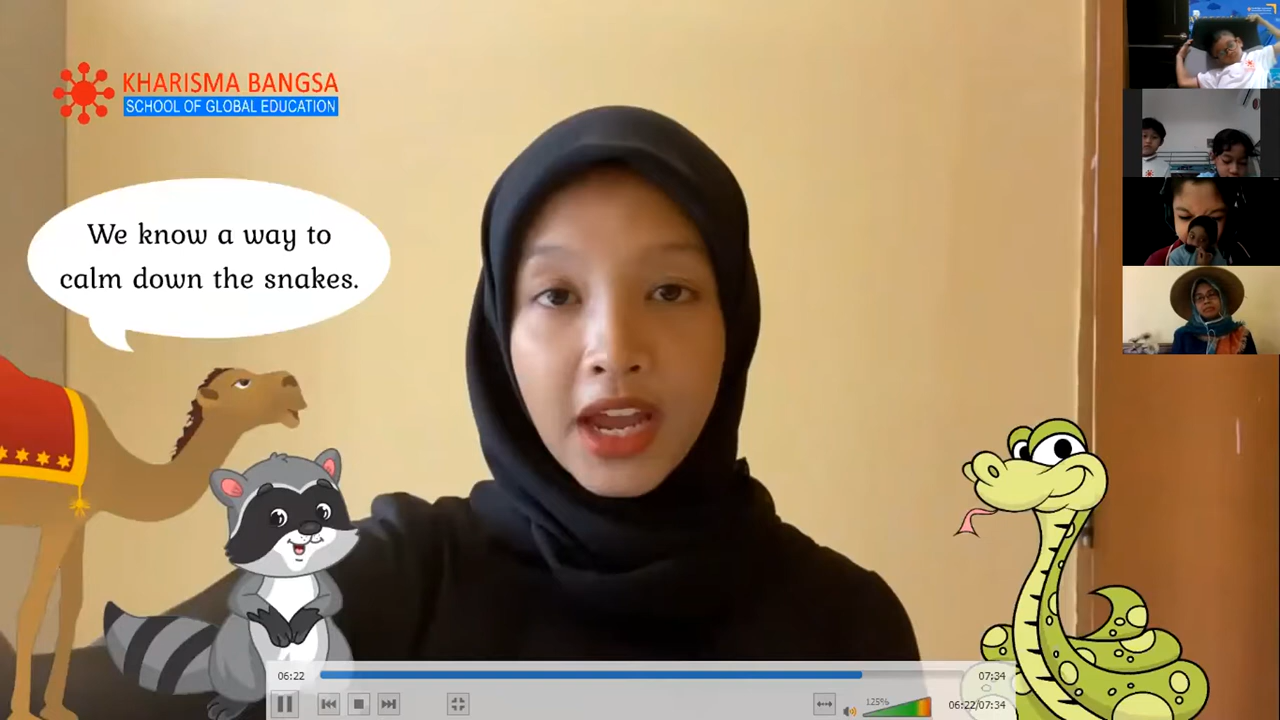 KHARISMA BANGSA
SCHOOL OF GLOBAL EDUCATION
We know a way to
calm down the snakes.
06:22
07:34
125%
06:22/07:34